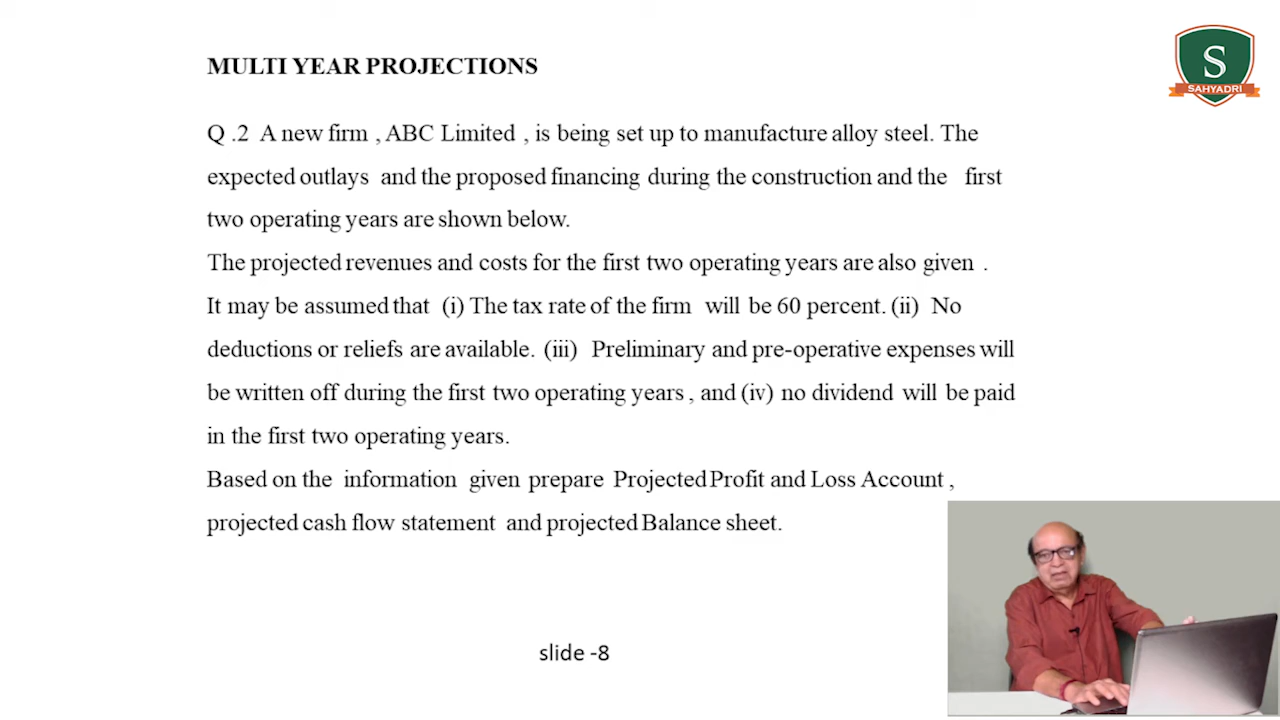 MULTI YEAR PROJECTIONS
S
SAHYADRI
Q .2 A new firm , ABC Limited , is being set up to manufacture alloy steel. The
expected outlays and the proposed financing during the construction and the first
two operating years are shown below.
The projected revenues and costs for the first two operating years are also given .
It may be assumed that (i) The tax rate of the firm will be 60 percent. (ii) No
deductions or reliefs are available. (iii) Preliminary and pre-operative expenses will
be written off during the first two operating years , and (iv) no dividend will be paid
in the first two operating years.
Based on the information given prepare Projected Profit and Loss Account ,
projected cash flow statement and projected Balance sheet.
slide -8